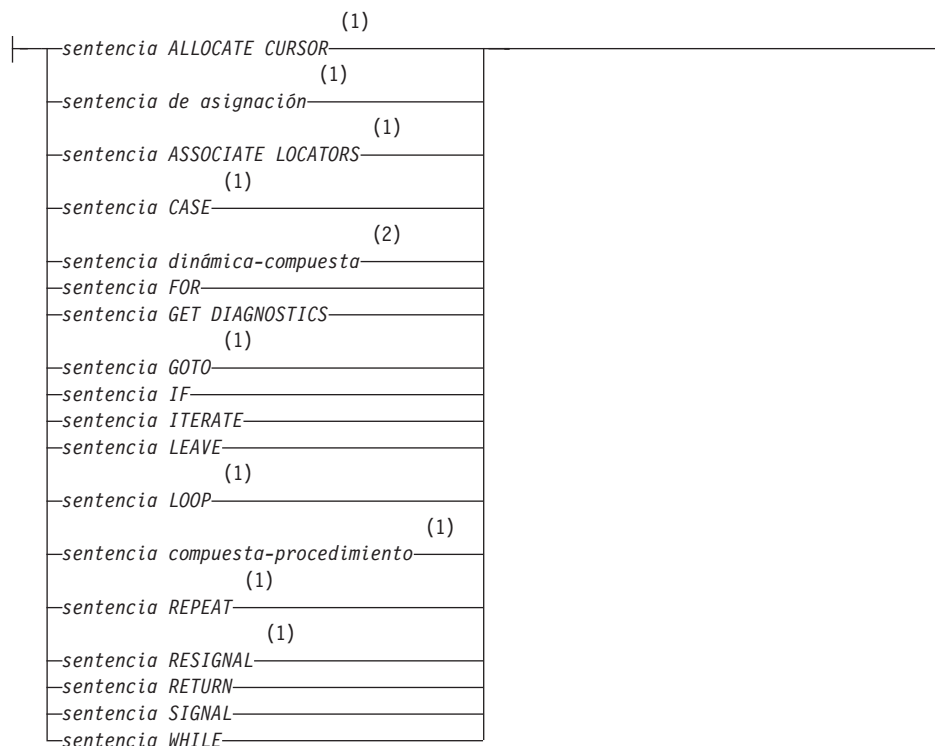 (1)
sentencia ALLOCATE CURSOR
(1)
sentencia de asignación
(1)
sentencia ASSOCIATE LOCATORS
(1)
sentencia CASE
(2)
sentencia dinámica-compuesta
sentencia FOR
sentencia GET DIAGNOSTICS
(1)
sentencia GOTO
sentencia IF
sentencia ITERATE
sentencia LEAVE
(1)
sentencia LOOP
(1)
sentencia compuesta-procedimiento
(1)
sentencia REPEAT
(1)
sentencia RESIGNAL
sentencia RETURN
sentencia SIGNAL
sentencia WHILE